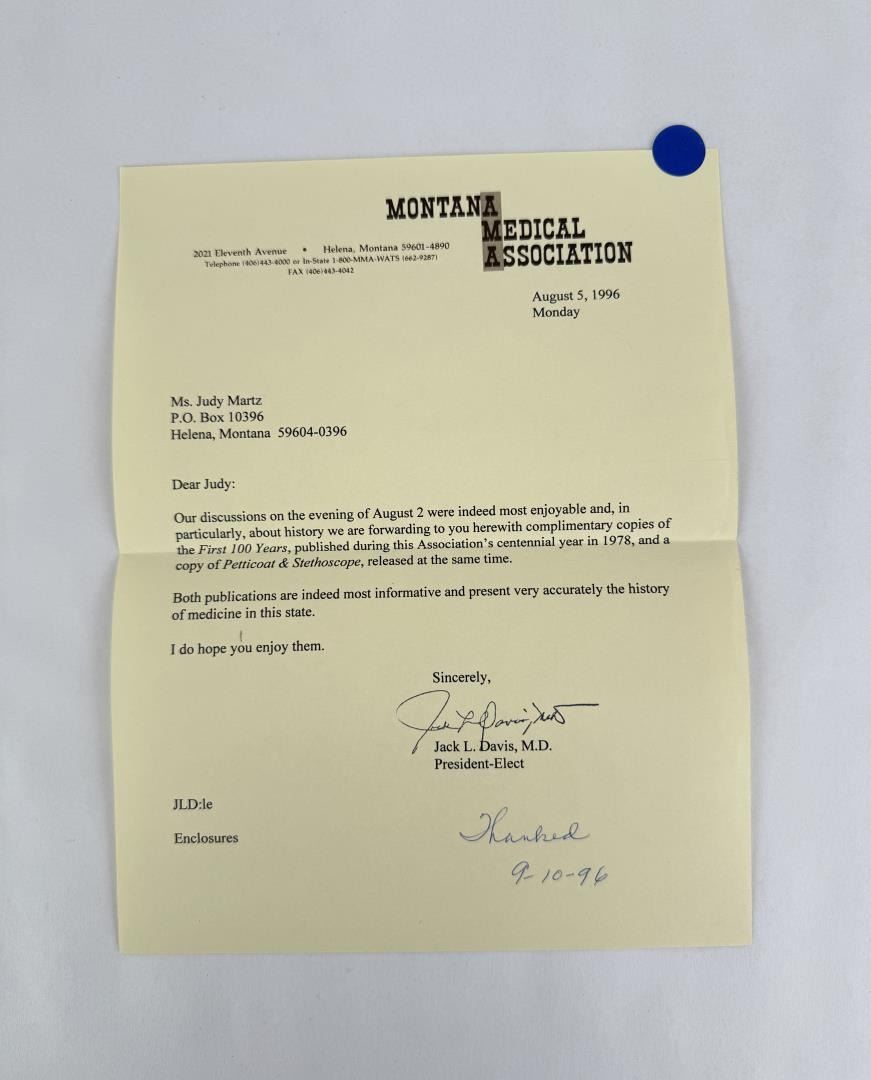 MONTANA
MEDICAL
ASSOCIATION
2021 Eleventh Avenue • Helena, Montana 59601-4890
Telephone (406)443-4000 or In-State 1-800-MMA-WATS (662-9287)
FAX (406)443-4042
August 5, 1996
Monday
Ms. Judy Martz
P.O. Box 10396
Helena, Montana 59604-0396
Dear Judy:
Our discussions on the evening of August 2 were indeed most enjoyable and, in
particularly, about history we are forwarding to you herewith complimentary copies of
the First 100 Years, published during this Association's centennial year in 1978, and a
copy of Petticoat & Stethoscope, released at the same time.
Both publications are indeed most informative and present very accurately the history
of medicine in this state.
I do hope you enjoy them.
Sincerely,
Jack L Davis, MD
Jack L. Davis, M.D.
President-Elect
JLD:le
Enclosures
Thanked
9-10-96